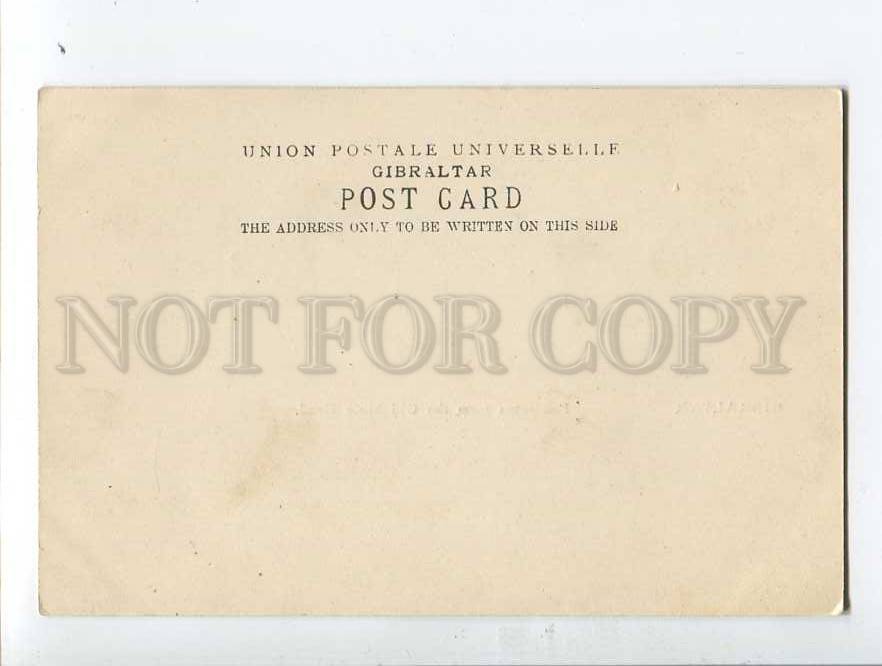 UNION POSTALE UNIVERSELLE
GIBRALTAR
POST CARD
THE ADDRESS ONLY TO BE WRITTEN ON THIS SIDE
NOT FOR COPY